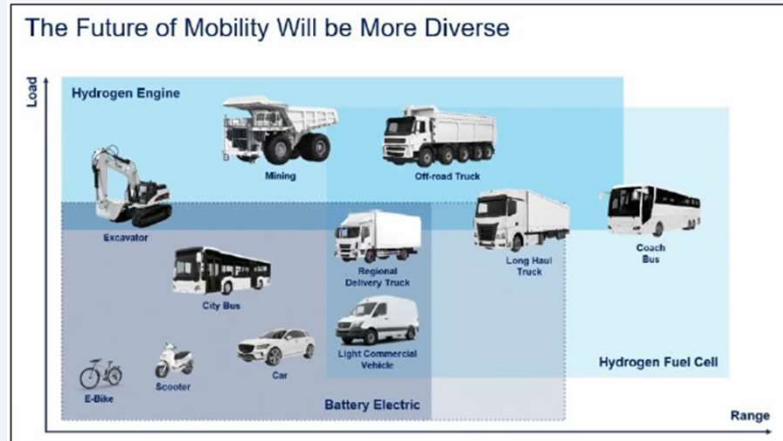 The Future of Mobility Will be More Diverse
Load
Hydrogen Engine
Mining
Off-road Truck
Excavator
City Bus
Regional
Delivery Truck
Long Haul
Truck
Coach
Bus
E-Bike
Scooter
Car
Light Commercial
Vehicle
Hydrogen Fuel Cell
Battery Electric
Range